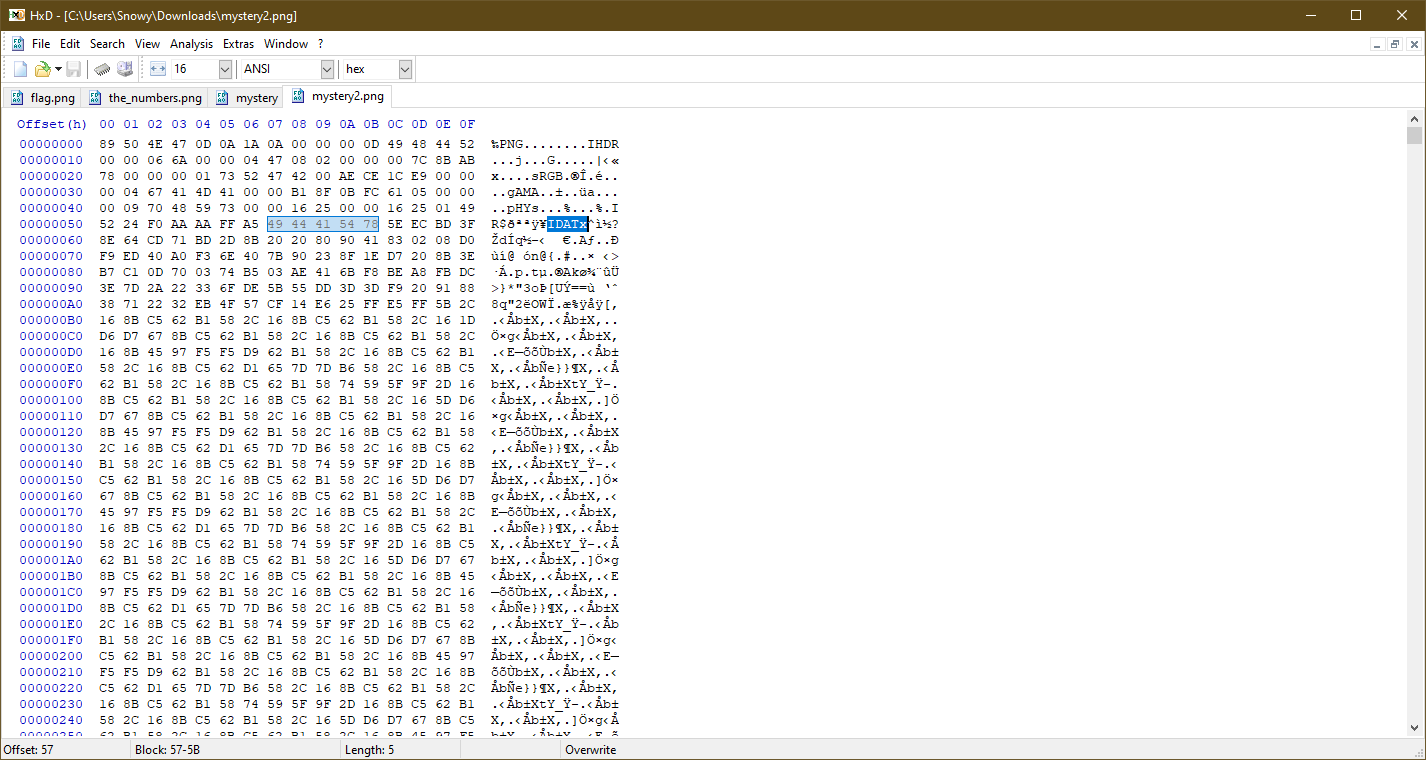 HxD - [C:\Users\Snowy\Downloads\mystery2.png]
File Edit Search View Analysis Extras Window ?
16 ANSI hex
flag.png the_numbers.png mystery mystery2.png
Offset(h) 00 01 02 03 04 05 06 07 08 09 0A 0B 0C 0D 0E 0F
00000000 89 50 4E 47 0D 0A 1A 0A 00 00 00 0D 49 48 44 52 ‰PNG........IHDR
00000010 00 00 06 6A 00 00 04 47 08 02 00 00 00 7C 8B AB ...j...G.....|‹«
00000020 78 00 00 00 01 73 52 47 42 00 AE CE 1C E9 00 00 x....sRGB.®Î.é..
00000030 00 04 67 41 4D 41 00 00 B1 8F 0B FC 61 05 00 00 ..gAMA..±..üa...
00000040 00 09 70 48 59 73 00 00 16 25 00 00 16 25 01 49 ..pHYs...%...%.I
00000050 52 24 F0 AA AA FF A5 49 44 41 54 78 5E EC BD 3F R$ðªªÿ¥IDATx^ì½?
00000060 8E 64 CD 71 BD 2D 8B 20 20 80 90 41 83 02 08 D0 ŽdÍq½-‹  €.Aƒ..Ð
00000070 F9 ED 40 A0 F3 6E 40 7B 90 23 8F 1E D7 20 8B 3E ùí@ ón@{.#..× ‹>
00000080 B7 C1 0D 70 03 74 B5 03 AE 41 6B F8 BE A8 FB DC ·Á.p.tµ.®Akø¾¨ûÜ
00000090 3E 7D 2A 22 33 6F DE 5B 55 DD 3D 3D F9 20 91 88 >}*"3oÞ[UÝ==ù ‘ˆ
000000A0 38 71 22 32 EB 4F 57 CF 14 E6 25 FF E5 FF 5B 2C 8q"2ëOWÏ.æ%ÿåÿ[,
000000B0 16 8B C5 62 B1 58 2C 16 8B C5 62 B1 58 2C 16 1D .‹Åb±X,.‹Åb±X,..
000000C0 D6 D7 67 8B C5 62 B1 58 2C 16 8B C5 62 B1 58 2C Ö×g‹Åb±X,.‹Åb±X,
000000D0 16 8B 45 97 F5 F5 D9 62 B1 58 2C 16 8B C5 62 B1 .‹E—õõÙb±X,.‹Åb±
000000E0 58 2C 16 8B C5 62 D1 65 7D 7D B6 58 2C 16 8B C5 X,.‹ÅbÑe}}¶X,.‹Å
000000F0 62 B1 58 2C 16 8B C5 62 B1 58 74 59 5F 9F 2D 16 b±X,.‹Åb±XtY_Ÿ-.
00000100 8B C5 62 B1 58 2C 16 8B C5 62 B1 58 2C 16 5D D6 ‹Åb±X,.‹Åb±X,.]Ö
00000110 D7 67 8B C5 62 B1 58 2C 16 8B C5 62 B1 58 2C 16 ×g‹Åb±X,.‹Åb±X,.
00000120 8B 45 97 F5 F5 D9 62 B1 58 2C 16 8B C5 62 B1 58 ‹E—õõÙb±X,.‹Åb±X
00000130 2C 16 8B C5 62 D1 65 7D 7D B6 58 2C 16 8B C5 62 ,.‹ÅbÑe}}¶X,.‹Åb
00000140 B1 58 2C 16 8B C5 62 B1 58 74 59 5F 9F 2D 16 8B ±X,.‹Åb±XtY_Ÿ-.‹
00000150 C5 62 B1 58 2C 16 8B C5 62 B1 58 2C 16 5D D6 D7 Åb±X,.‹Åb±X,.]Ö×
00000160 67 8B C5 62 B1 58 2C 16 8B C5 62 B1 58 2C 16 8B g‹Åb±X,.‹Åb±X,.‹
00000170 45 97 F5 F5 D9 62 B1 58 2C 16 8B C5 62 B1 58 2C E—õõÙb±X,.‹Åb±X,
00000180 16 8B C5 62 D1 65 7D 7D B6 58 2C 16 8B C5 62 B1 .‹ÅbÑe}}¶X,.‹Åb±
00000190 58 2C 16 8B C5 62 B1 58 74 59 5F 9F 2D 16 8B C5 X,.‹Åb±XtY_Ÿ-.‹Å
000001A0 62 B1 58 2C 16 8B C5 62 B1 58 2C 16 5D D6 D7 67 b±X,.‹Åb±X,.]Ö×g
000001B0 8B C5 62 B1 58 2C 16 8B C5 62 B1 58 2C 16 8B 45 ‹Åb±X,.‹Åb±X,.‹E
000001C0 97 F5 F5 D9 62 B1 58 2C 16 8B C5 62 B1 58 2C 16 —õõÙb±X,.‹Åb±X,.
000001D0 8B C5 62 D1 65 7D 7D B6 58 2C 16 8B C5 62 B1 58 ‹ÅbÑe}}¶X,.‹Åb±X
000001E0 2C 16 8B C5 62 B1 58 74 59 5F 9F 2D 16 8B C5 62 ,.‹Åb±XtY_Ÿ-.‹Åb
000001F0 B1 58 2C 16 8B C5 62 B1 58 2C 16 5D D6 D7 67 8B ±X,.‹Åb±X,.]Ö×g‹
00000200 C5 62 B1 58 2C 16 8B C5 62 B1 58 2C 16 8B 45 97 Åb±X,.‹Åb±X,.‹E—
00000210 F5 F5 D9 62 B1 58 2C 16 8B C5 62 B1 58 2C 16 8B õõÙb±X,.‹Åb±X,.‹
00000220 C5 62 D1 65 7D 7D B6 58 2C 16 8B C5 62 B1 58 2C ÅbÑe}}¶X,.‹Åb±X,
00000230 16 8B C5 62 B1 58 74 59 5F 9F 2D 16 8B C5 62 B1 .‹Åb±XtY_Ÿ-.‹Åb±
00000240 58 2C 16 8B C5 62 B1 58 2C 16 5D D6 D7 67 8B C5 X,.‹Åb±X,.]Ö×g‹Å
00000250 62 B1 58 2C 16 8B C5 62 B1 58 2C 16 8B 45 97 F5 b±X,.‹Åb±X,.‹E—õ
Offset: 57 Block: 57-5B Length: 5 Overwrite